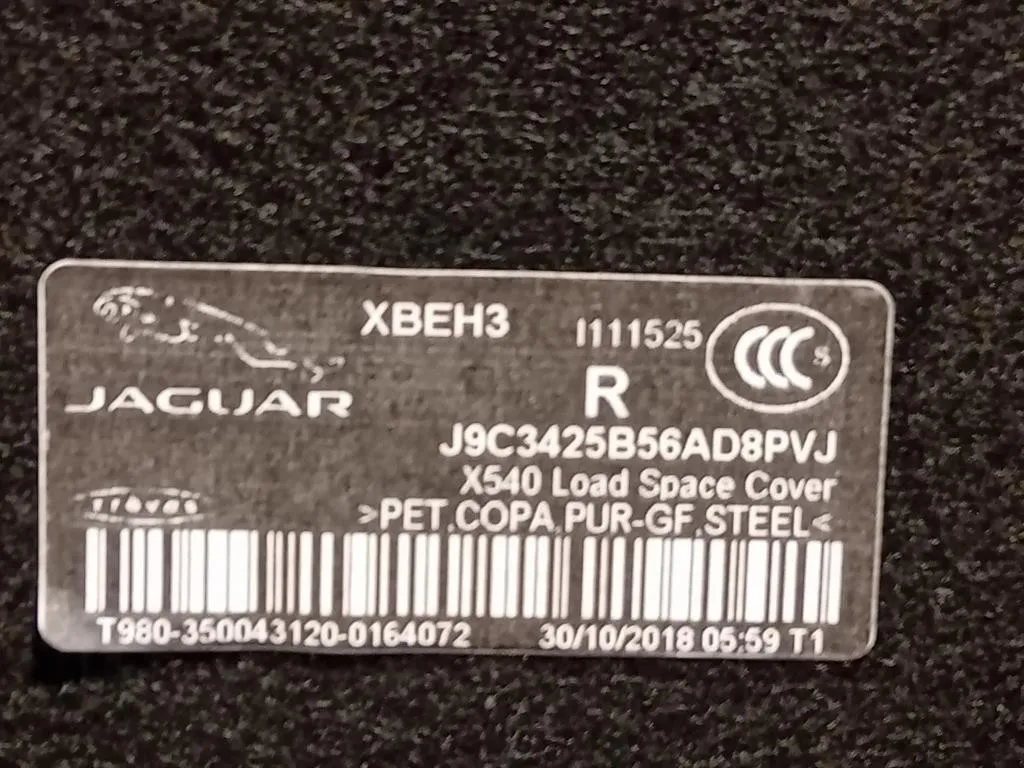 XBEH3
I111525
CCC S
JAGUAR
R
J9C3425B56AD8PVJ
X540 Load Space Cover
>PET,COPA,PUR-GF,STEEL<
T980-350043120-0164072 30/10/2018 05:59 T1